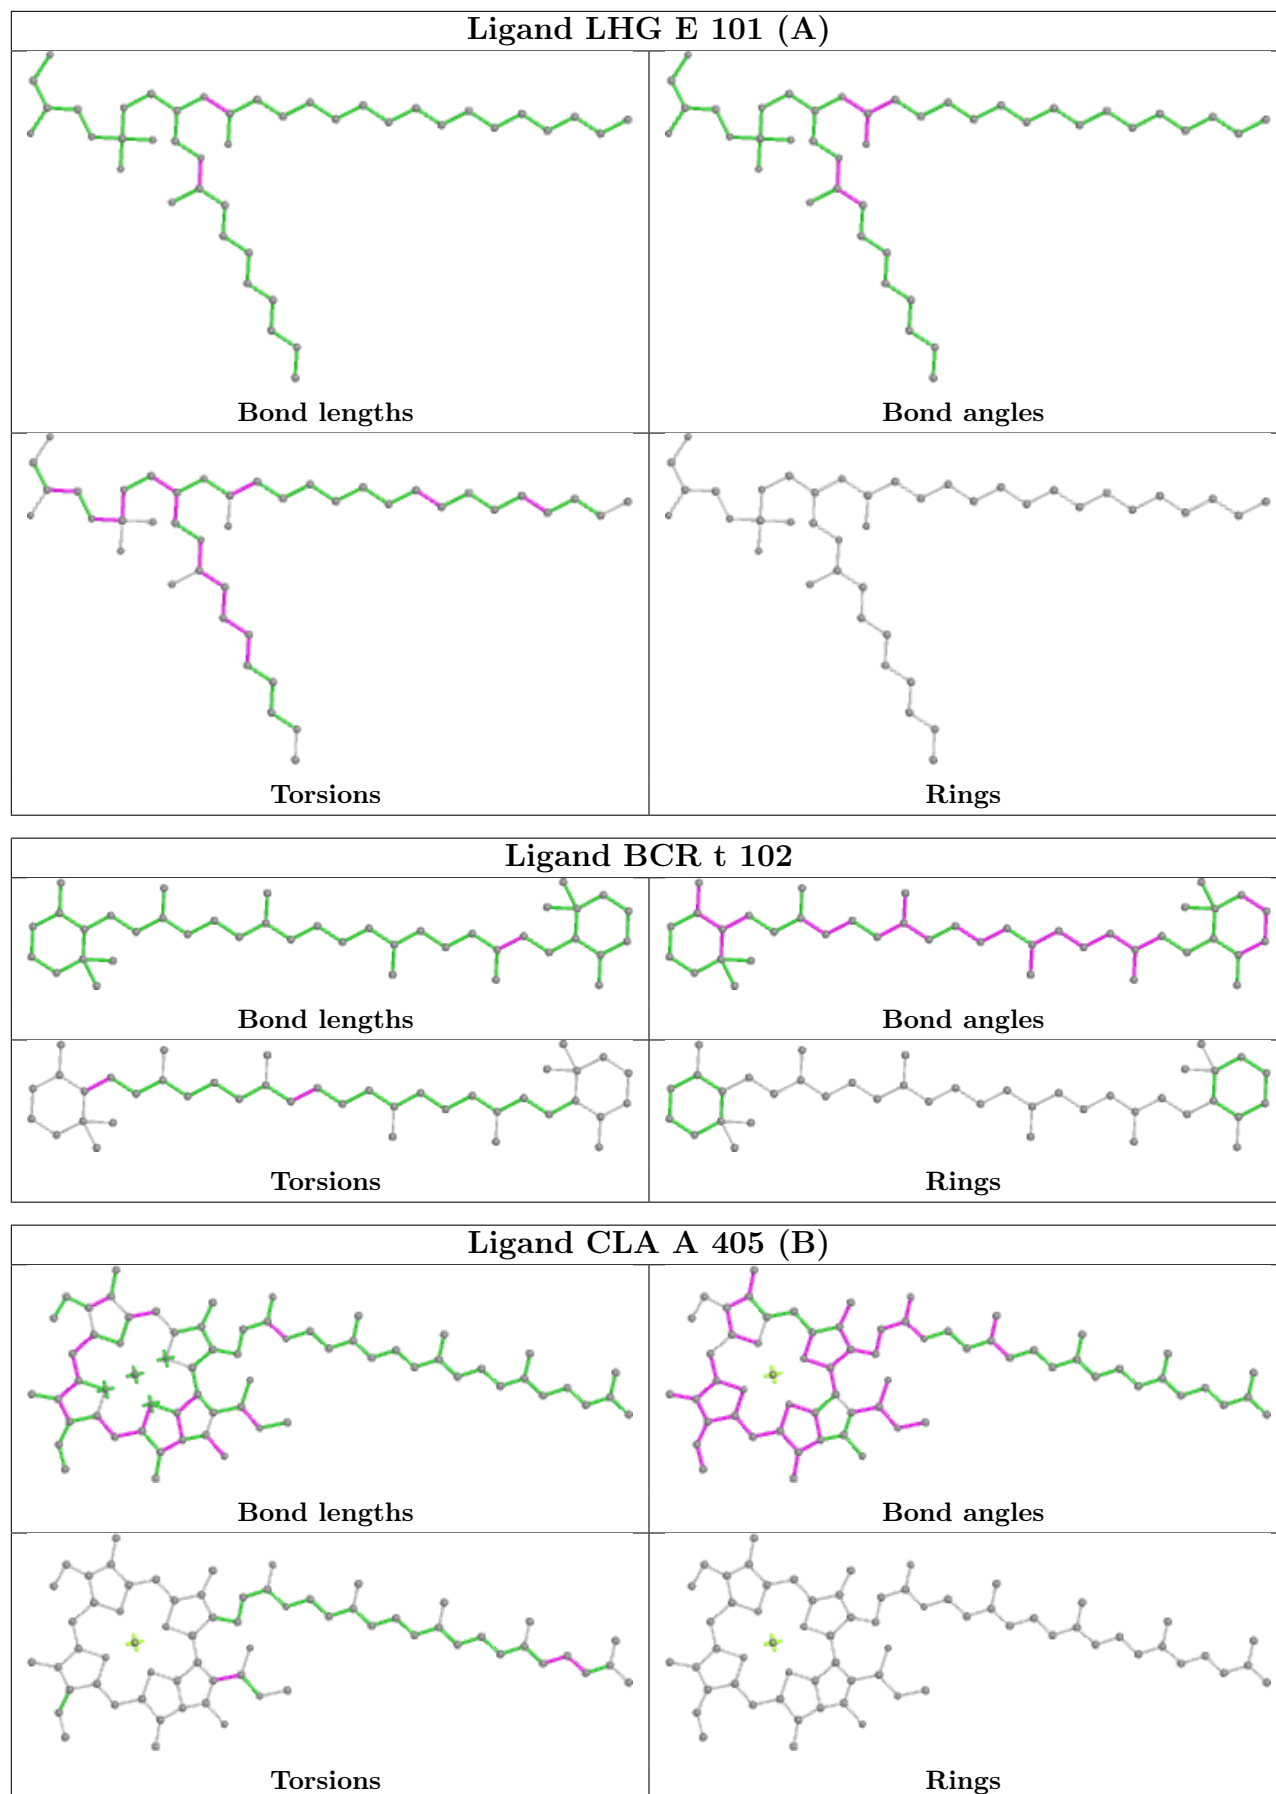 Ligand LHG E 101 (A)
Bond lengths
Bond angles
Torsions
Rings
Ligand BCR t 102
Bond lengths
Bond angles
Torsions
Rings
Ligand CLA A 405 (B)
Bond lengths
Bond angles
Torsions
Rings